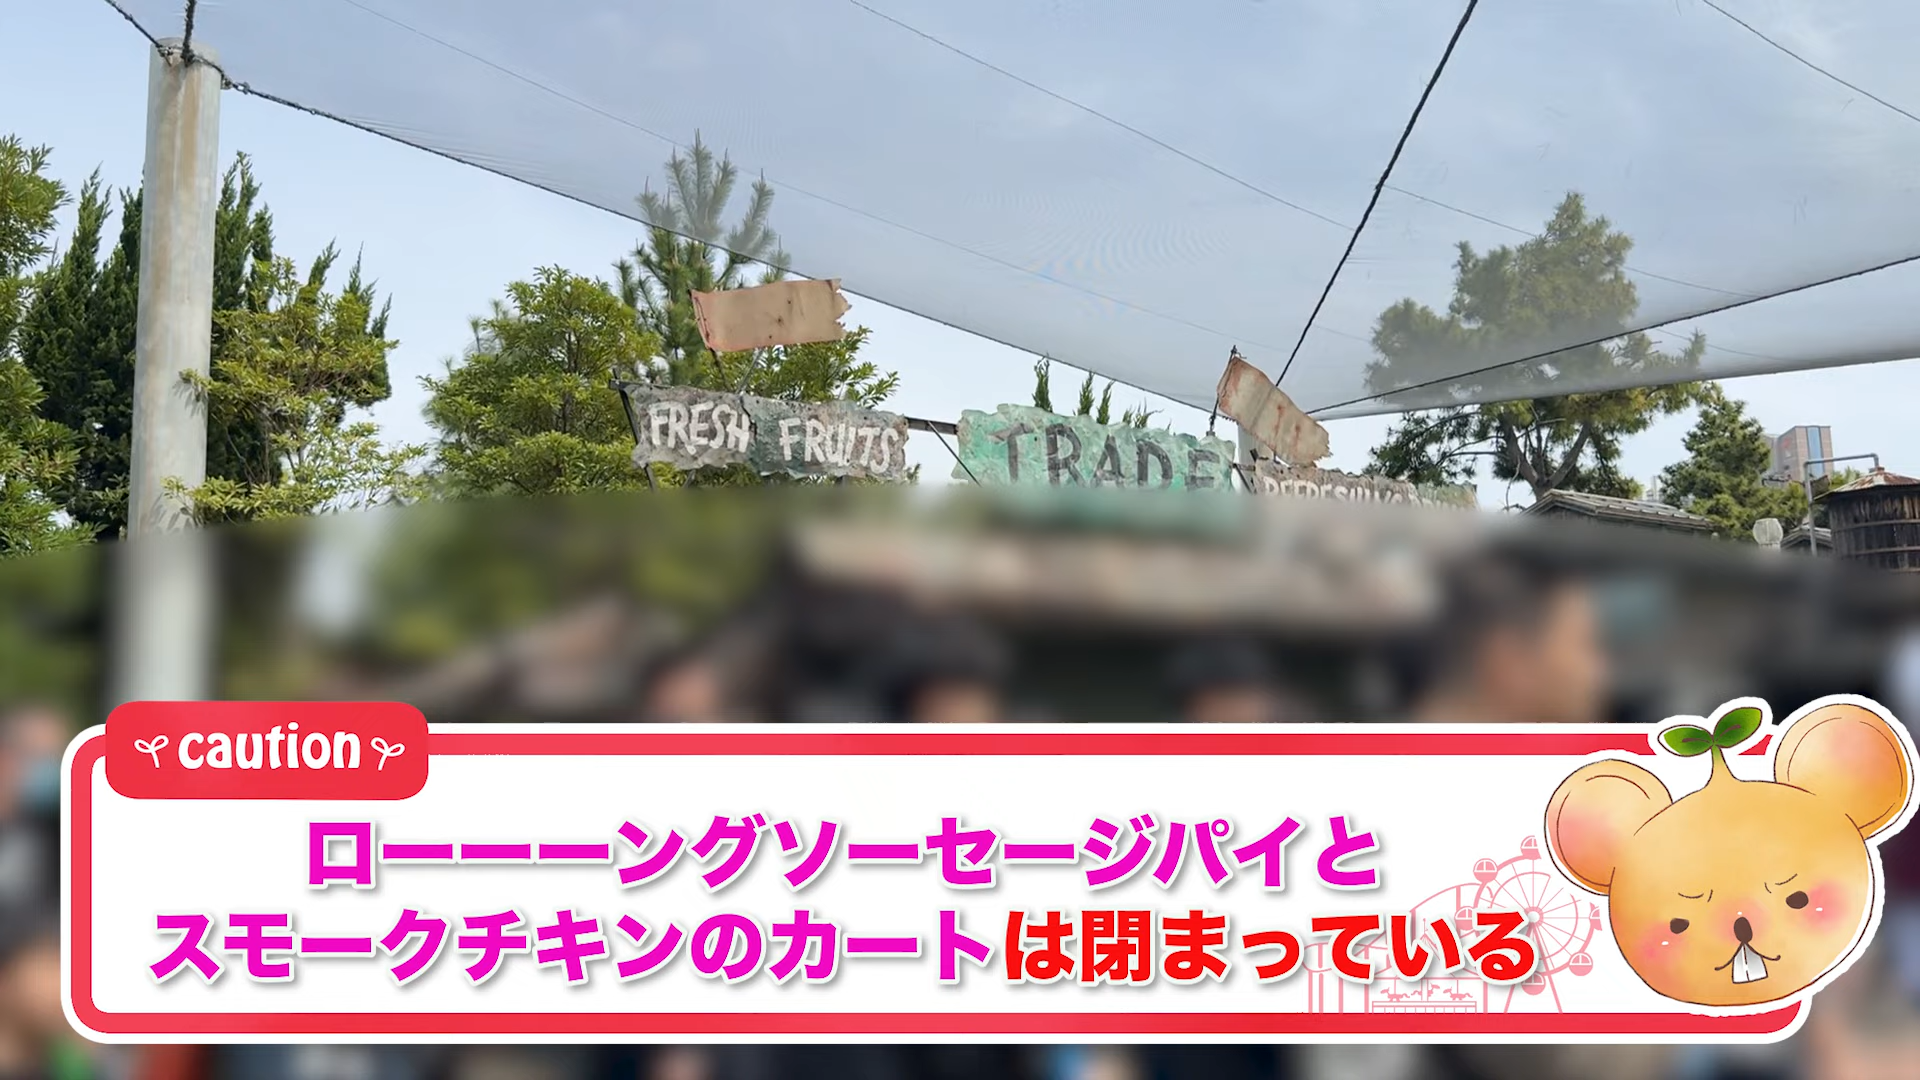 FRESH FRUITS
TRADE
caution
ローーーングソーセージパイと
スモークチキンのカートは閉まっている